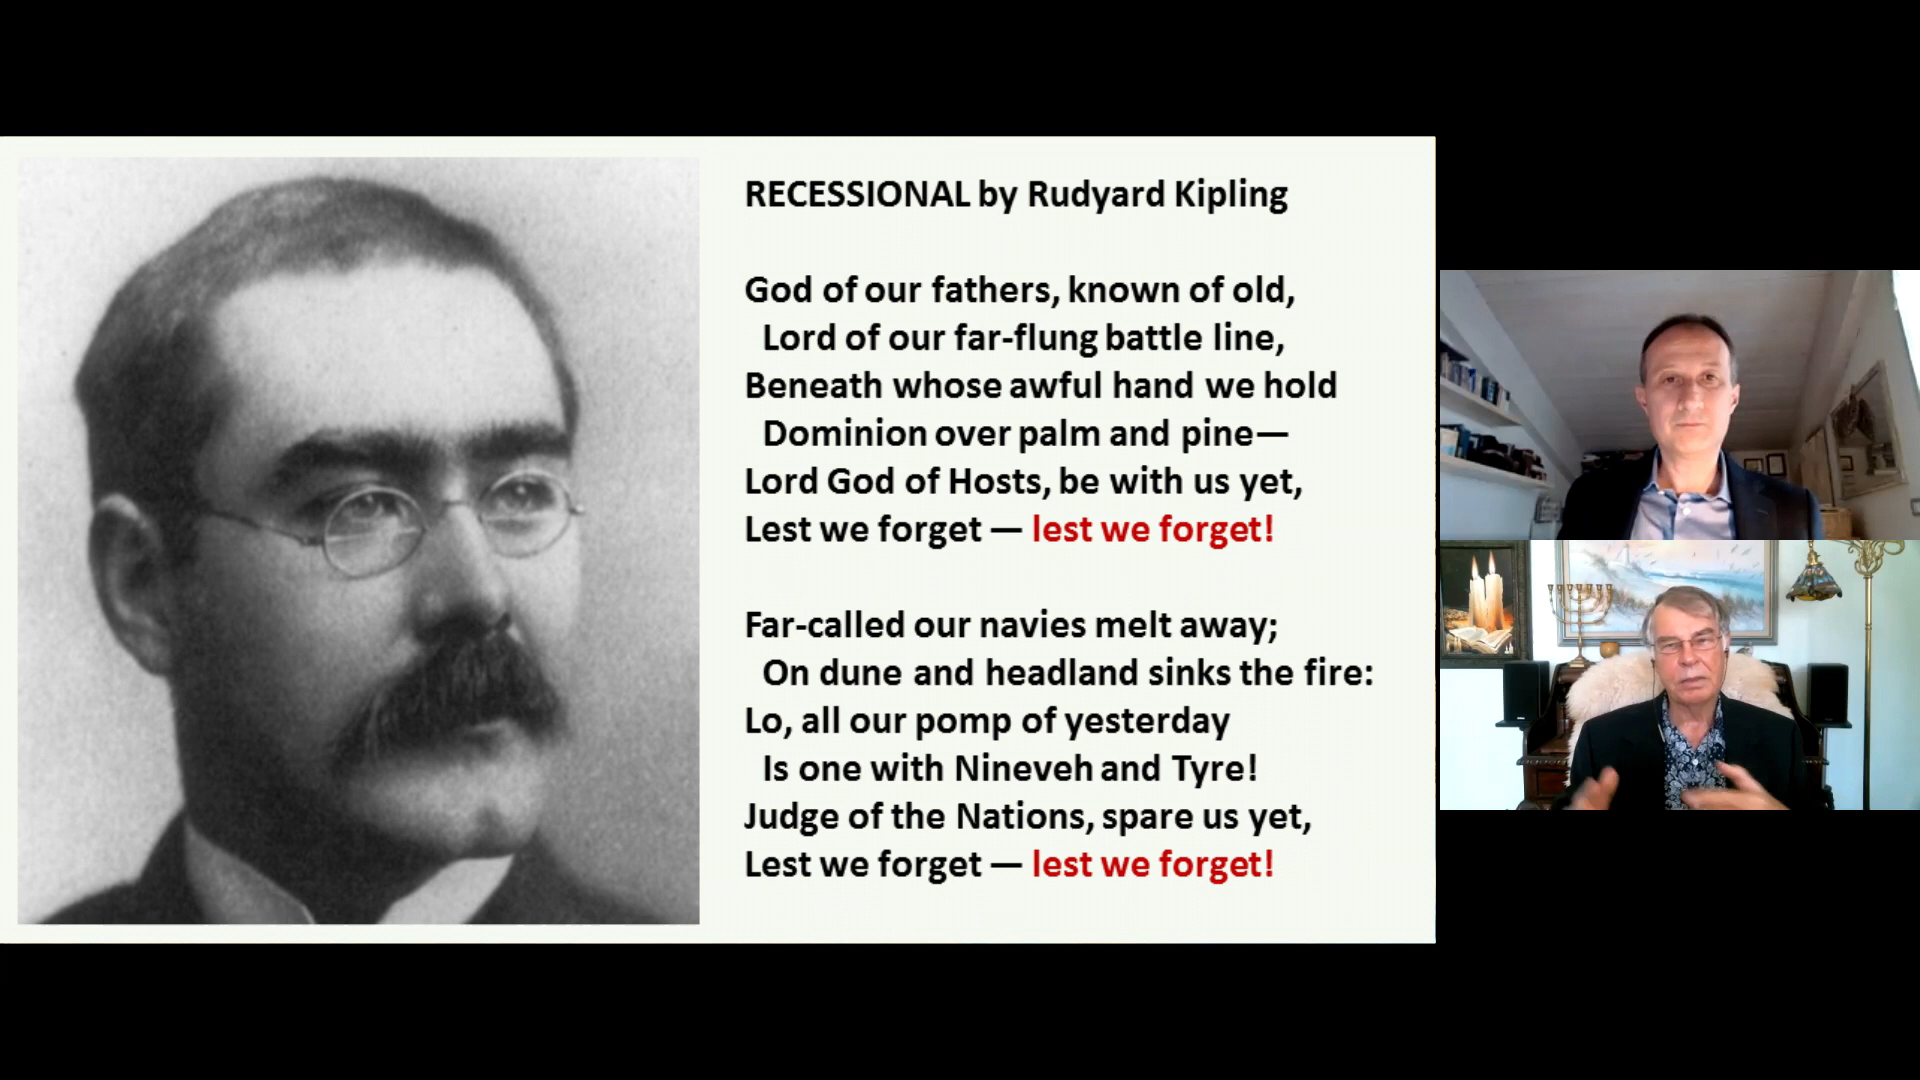 RECESSIONAL by Rudyard Kipling
God of our fathers, known of old,
Lord of our far-flung battle line,
Beneath whose awful hand we hold
Dominion over palm and pine—
Lord God of Hosts, be with us yet,
Lest we forget — lest we forget!
Far-called our navies melt away;
On dune and headland sinks the fire:
Lo, all our pomp of yesterday
Is one with Nineveh and Tyre!
Judge of the Nations, spare us yet,
Lest we forget — lest we forget!